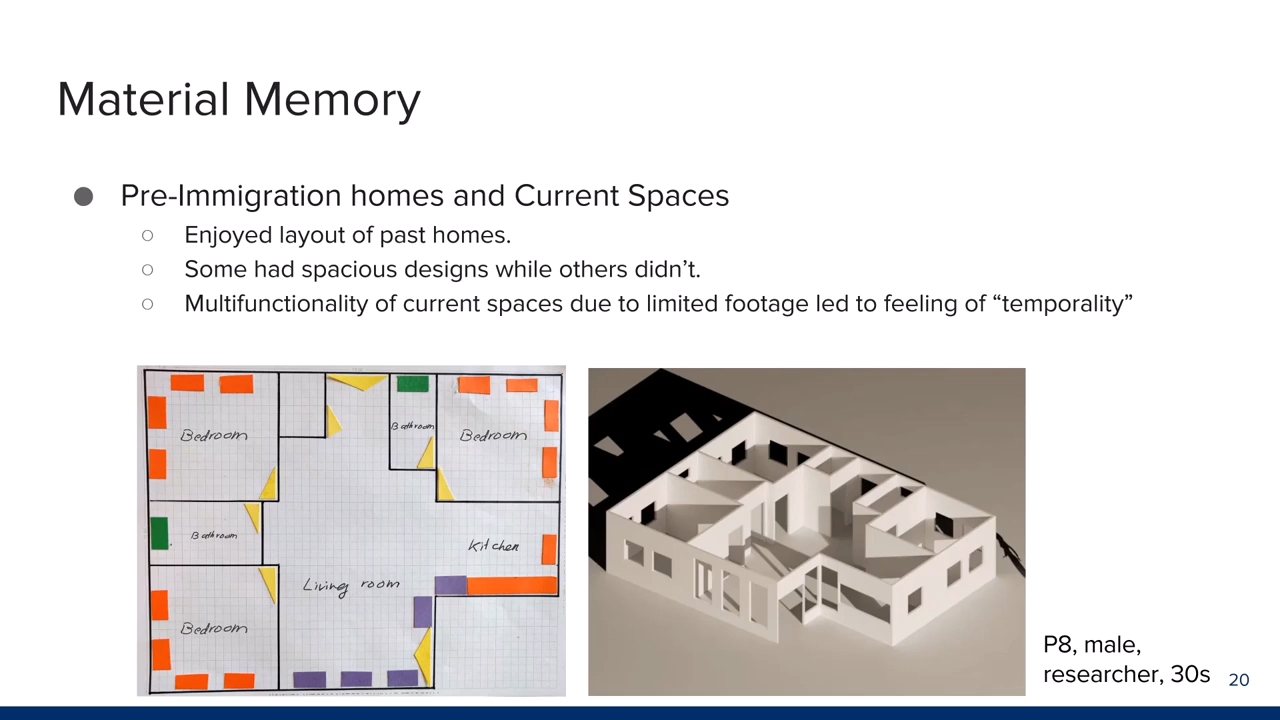 Material Memory
● Pre-Immigration homes and Current Spaces
○ Enjoyed layout of past homes.
○ Some had spacious designs while others didn’t.
○ Multifunctionality of current spaces due to limited footage led to feeling of “temporality”
Bedroom
Bathroom
Bedroom
Bathroom
Kitchen
Living room
Bedroom
P8, male,
researcher, 30s
20